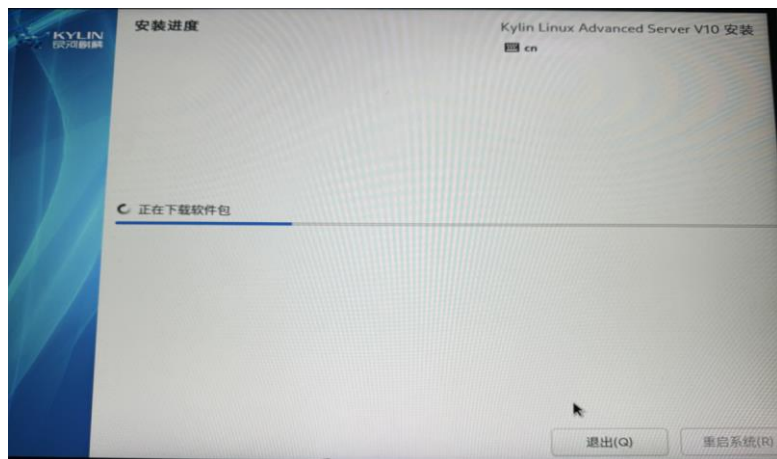 KYLIN
银河麒麟
安装进度
Kylin Linux Advanced Server V10 安装
cn
正在下载软件包
退出(Q)
重启系统(R)